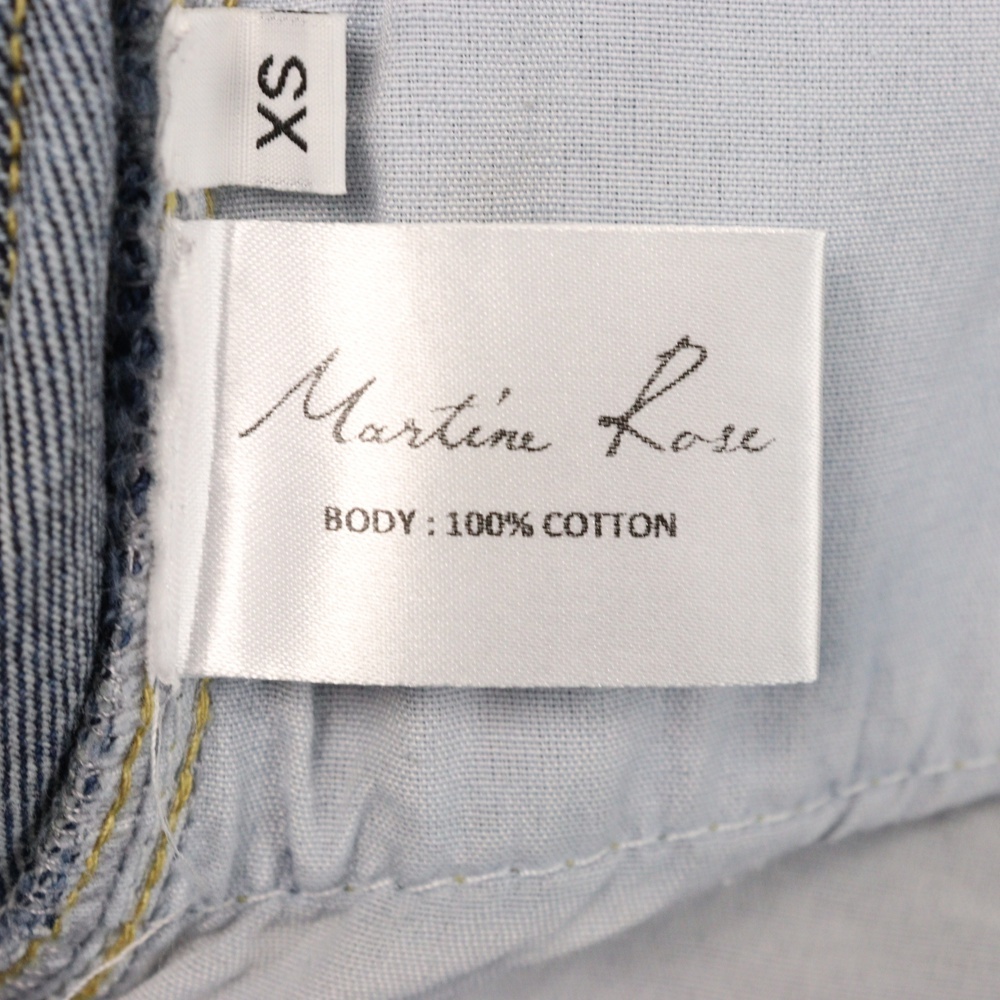 XS
Martine Rose
BODY : 100% COTTON